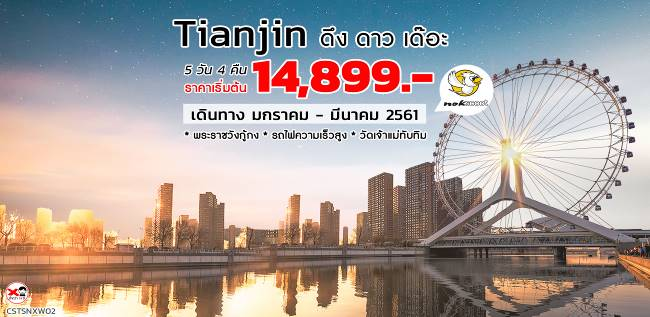 Tianjin ดึง ดาว เด๊อะ
5 วัน 4 คืน
ราคาเริ่มต้น 14,899.-
nokscoot
เดินทาง มกราคม - มีนาคม 2561
* พระราชวังกู้กง * รถไฟความเร็วสูง * วัดเจ้าแม่ทับทิม
CSTSNXW02